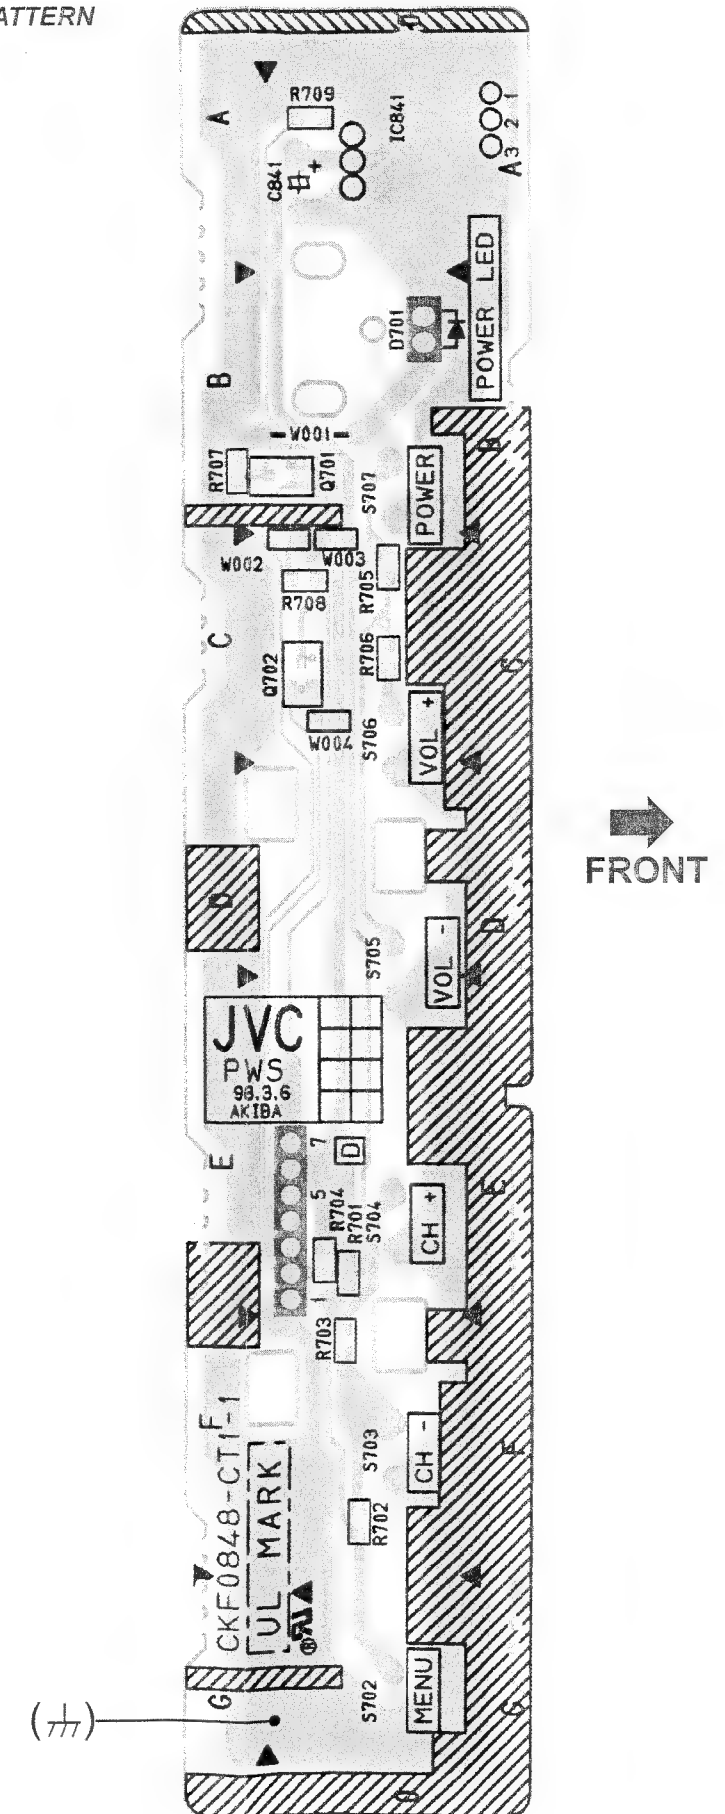 ATTERN
D
A
R709
IC841
1
2
3
A
C841
+
POWER LED
D701
B
W001
R707
Q701
S707
POWER
B
W002
W003
R705
R708
C
R706
C
Q702
W004
S706
VOL +
FRONT
D
D
S705
VOL -
JVC
PWS
98.3.6
AKIBA
7
D
E
5
R704
R701
S704
CH +
E
1
R703
F
CKF0848-CT1-1
UL MARK
S703
CH -
F
R702
®
G
S702
MENU
G
D